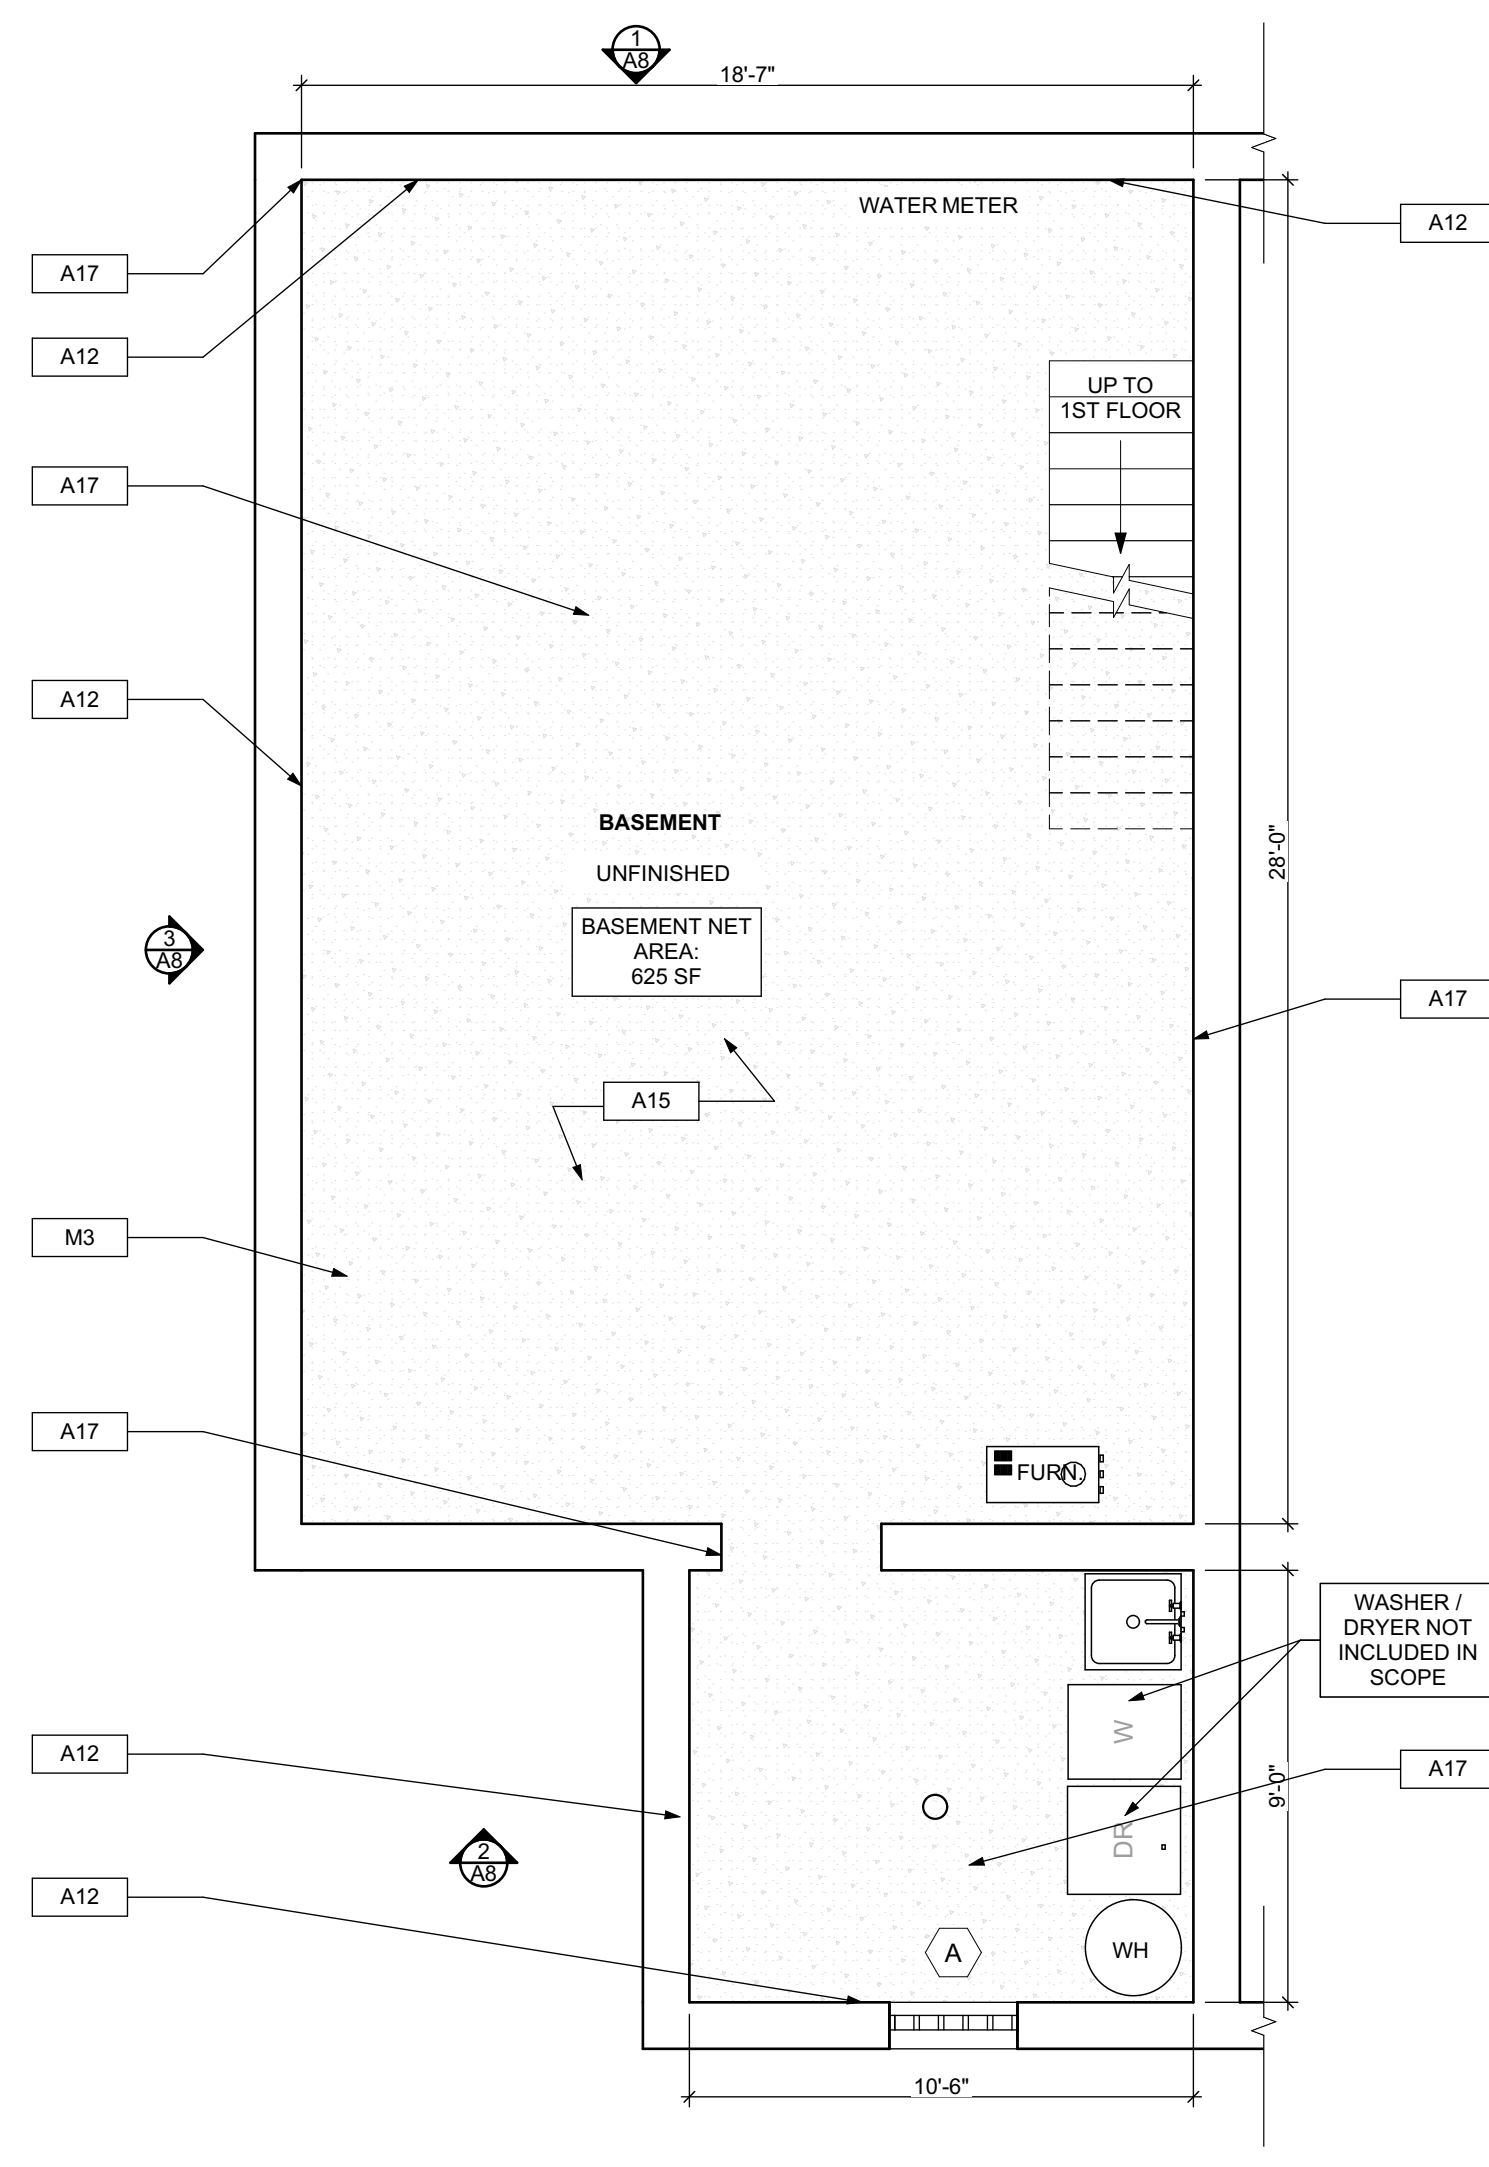 1
A8
18'-7"
WATER METER
A12
A17
A12
UP TO
1ST FLOOR
A17
A12
BASEMENT
28'-0"
UNFINISHED
BASEMENT NET
AREA:
625 SF
3
A8
A17
A15
M3
A17
FURN.
WASHER /
DRYER NOT
INCLUDED IN
SCOPE
W
A12
A17
9'-0"
DR
2
A8
A12
A
WH
10'-6"